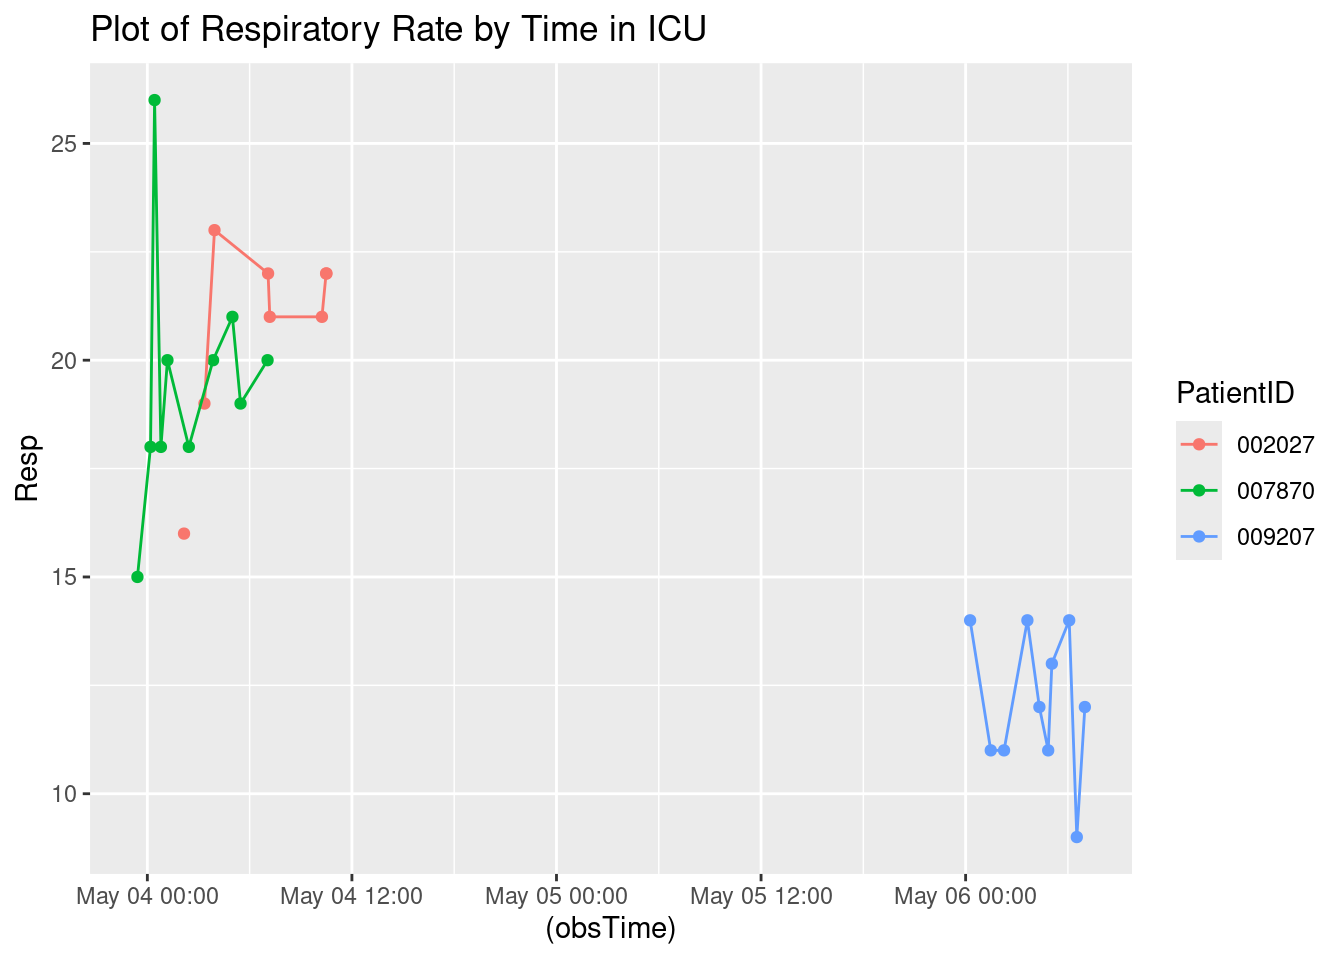 Plot of Respiratory Rate by Time in ICU
25
20
15
10
Resp
May 04 00:00
May 04 12:00
May 05 00:00
May 05 12:00
May 06 00:00
(obsTime)
PatientID
002027
007870
009207